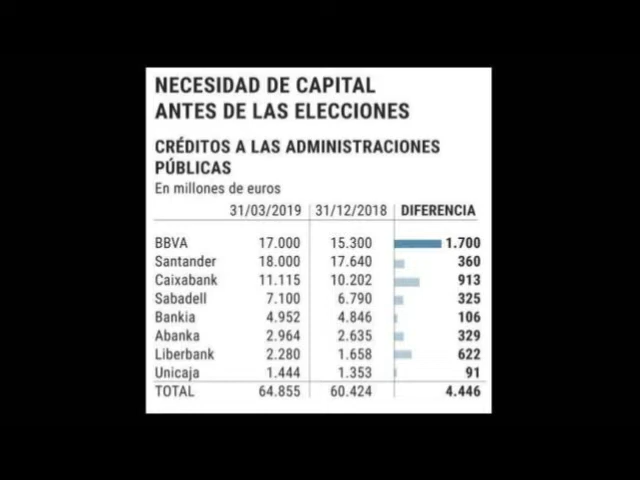 NECESIDAD DE CAPITAL
ANTES DE LAS ELECCIONES
CRÉDITOS A LAS ADMINISTRACIONES
PÚBLICAS
En millones de euros
31/03/2019 31/12/2018 DIFERENCIA
BBVA 17.000 15.300 1.700
Santander 18.000 17.640 360
Caixabank 11.115 10.202 913
Sabadell 7.100 6.790 325
Bankia 4.952 4.846 106
Abanka 2.964 2.635 329
Liberbank 2.280 1.658 622
Unicaja 1.444 1.353 91
TOTAL 64.855 60.424 4.446